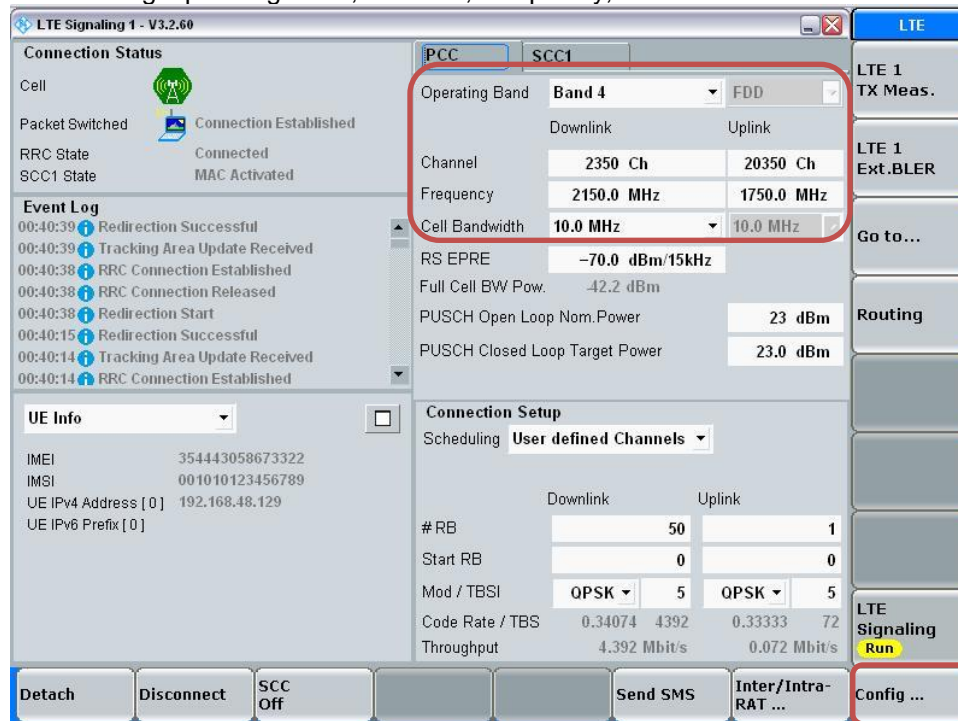 LTE Signaling 1 - V3.2.60
LTE
Connection Status
Cell
Packet Switched Connection Established
RRC State Connected
SCC1 State MAC Activated
Event Log
00:40:39 Redirection Successful
00:40:39 Tracking Area Update Received
00:40:38 RRC Connection Established
00:40:38 RRC Connection Released
00:40:38 Redirection Start
00:40:15 Redirection Successful
00:40:14 Tracking Area Update Received
00:40:14 RRC Connection Established
UE Info
IMEI 354443058673322
IMSI 001010123456789
UE IPv4 Address [ 0 ] 192.168.48.129
UE IPv6 Prefix [ 0 ]
PCC SCC1
Operating Band Band 4 FDD
Downlink Uplink
Channel 2350 Ch 20350 Ch
Frequency 2150.0 MHz 1750.0 MHz
Cell Bandwidth 10.0 MHz 10.0 MHz
RS EPRE -70.0 dBm/15kHz
Full Cell BW Pow. -42.2 dBm
PUSCH Open Loop Nom.Power 23 dBm
PUSCH Closed Loop Target Power 23.0 dBm
Connection Setup
Scheduling User defined Channels
Downlink Uplink
# RB 50 1
Start RB 0 0
Mod / TBSI QPSK 5 QPSK 5
Code Rate / TBS 0.34074 4392 0.33333 72
Throughput 4.392 Mbit/s 0.072 Mbit/s
LTE 1
TX Meas.
LTE 1
Ext.BLER
Go to...
Routing
LTE
Signaling
Run
Detach
Disconnect
SCC
Off
Send SMS
Inter/Intra-
RAT ...
Config ...